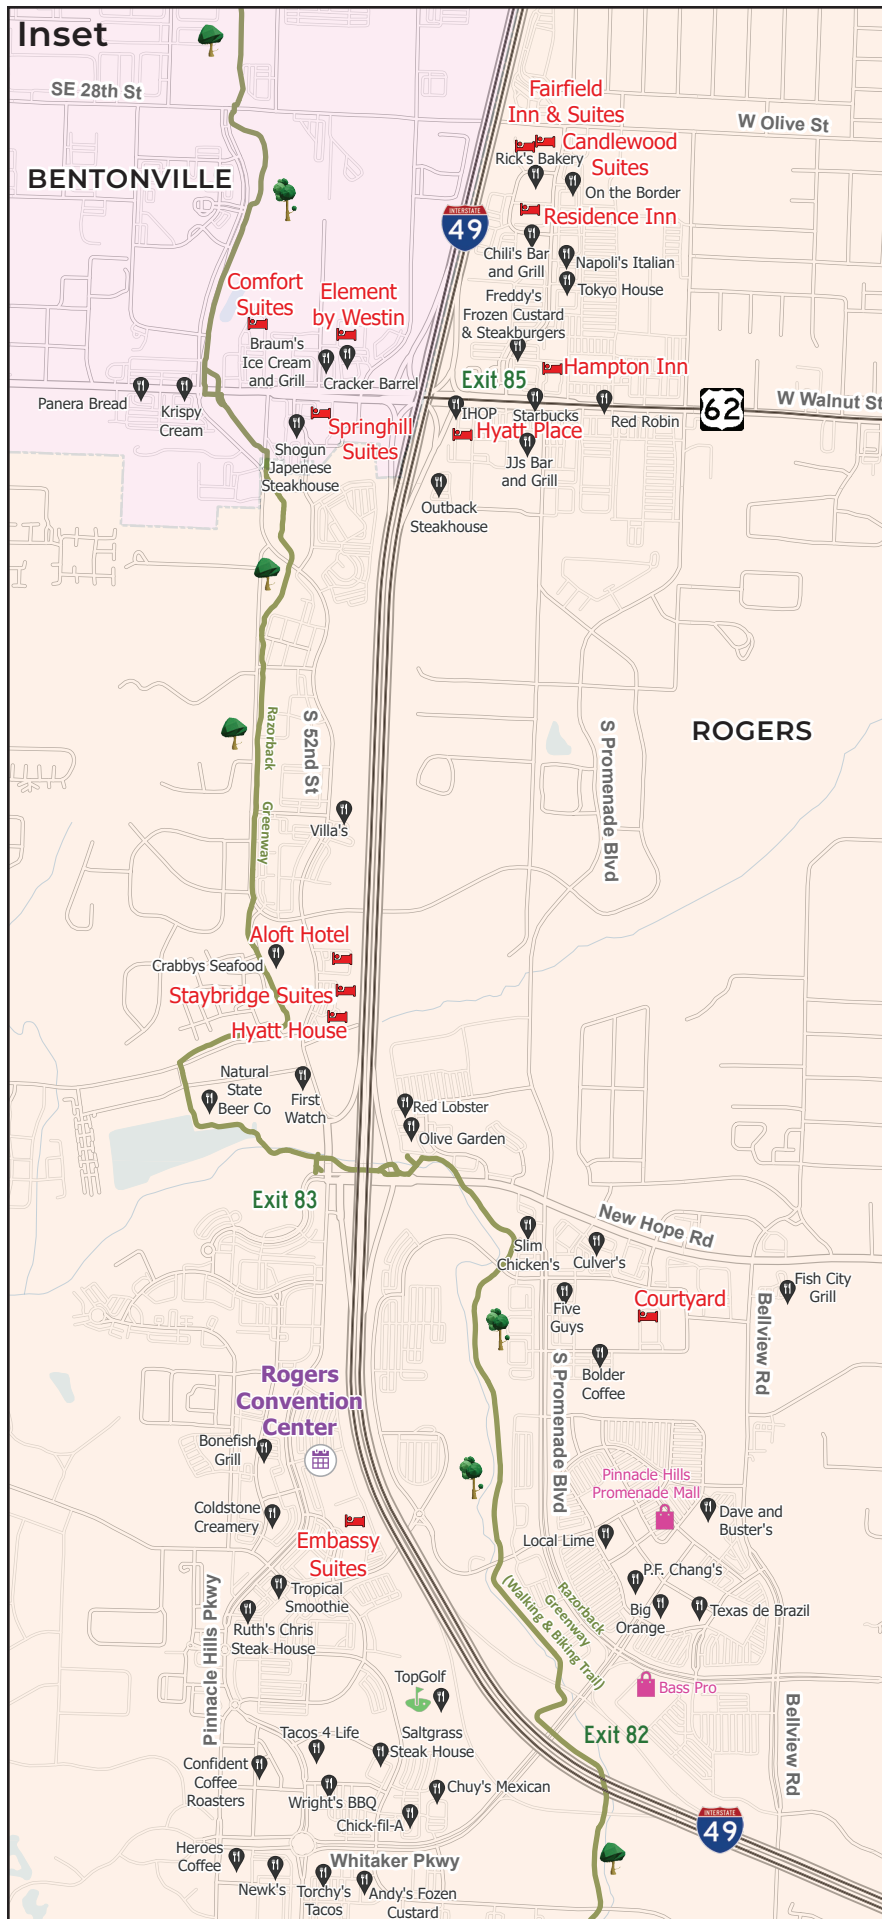 Inset
SE 28th St
BENTONVILLE
Fairfield
Inn & Suites
W Olive St
Candlewood
Suites
Rick's Bakery
On the Border
Residence Inn
INTERSTATE
49
Chili's Bar
and Grill
Napoli's Italian
Tokyo House
Freddy's
Frozen Custard
& Steakburgers
Comfort
Suites
Element
by Westin
Braum's
Ice Cream
and Grill
Cracker Barrel
Hampton Inn
Exit 85
Panera Bread
Krispy
Cream
IHOP
Starbucks
Red Robin
62
W Walnut St
Springhill
Suites
Hyatt Place
Shogun
Japenese
Steakhouse
JJs Bar
and Grill
Outback
Steakhouse
Razorback
Greenway
S 52nd St
S Promenade Blvd
ROGERS
Villa's
Aloft Hotel
Crabbys Seafood
Staybridge Suites
Hyatt House
Natural
State
Beer Co
First
Watch
Red Lobster
Olive Garden
Exit 83
New Hope Rd
Slim
Chicken's
Culver's
Fish City
Grill
Five
Guys
Courtyard
Bellview Rd
Bolder
Coffee
S Promenade Blvd
Rogers
Convention
Center
Bonefish
Grill
Coldstone
Creamery
Embassy
Suites
Pinnacle Hills
Promenade Mall
Dave and
Buster's
Local Lime
P.F. Chang's
Big
Orange
Texas de Brazil
Tropical
Smoothie
Ruth's Chris
Steak House
Pinnacle Hills Pkwy
Razorback
Greenway
(Walking & Biking Trail)
TopGolf
Bass Pro
Saltgrass
Steak House
Exit 82
Bellview Rd
Tacos 4 Life
Confident
Coffee
Roasters
Wright's BBQ
Chuy's Mexican
Chick-fil-A
INTERSTATE
49
Heroes
Coffee
Whitaker Pkwy
Newk's
Torchy's
Tacos
Andy's Fozen
Custard